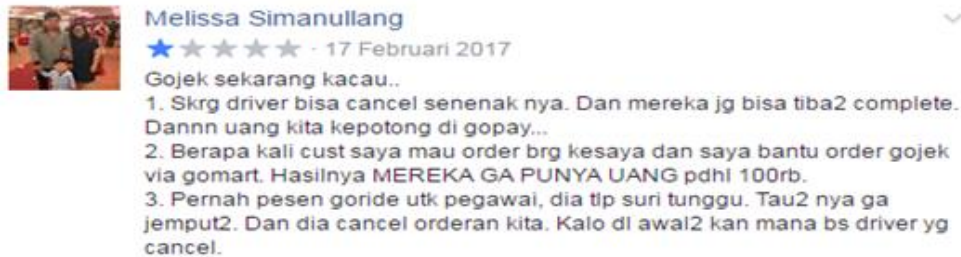 Melissa Simanullang
· 17 Februari 2017
Gojek sekarang kacau..
1. Skrg driver bisa cancel senenak nya. Dan mereka jg bisa tiba2 complete.
Dannn uang kita kepotong di gopay...
2. Berapa kali cust saya mau order brg kesaya dan saya bantu order gojek
via gomart. Hasilnya MEREKA GA PUNYA UANG pdhl 100rb.
3. Pernah pesen goride utk pegawai, dia tlp suri tunggu. Tau2 nya ga
jemput2. Dan dia cancel orderan kita. Kalo dl awal2 kan mana bs driver yg
cancel.